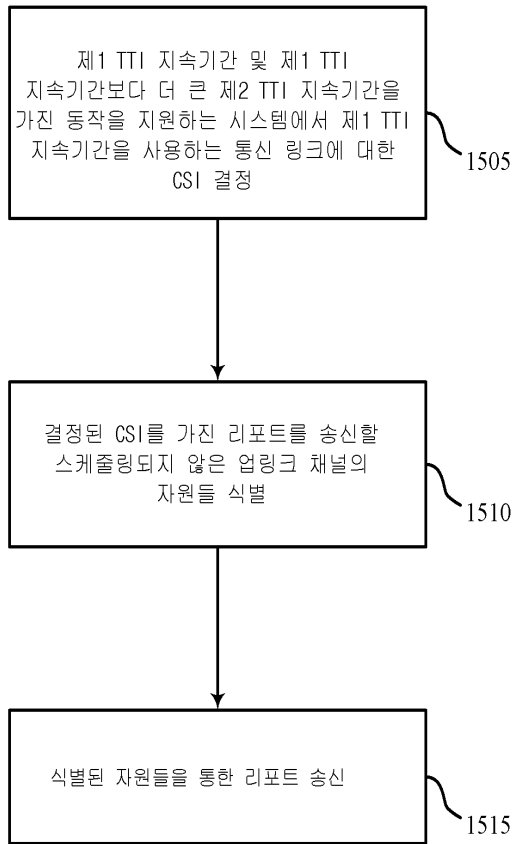 제1 TTI 지속기간 및 제1 TTI
지속기간보다 더 큰 제2 TTI 지속기간을
가진 동작을 지원하는 시스템에서 제1 TTI
지속기간을 사용하는 통신 링크에 대한
CSI 결정
1505
결정된 CSI를 가진 리포트를 송신할
스케줄링되지 않은 업링크 채널의
자원들 식별
1510
식별된 자원들을 통한 리포트 송신
1515